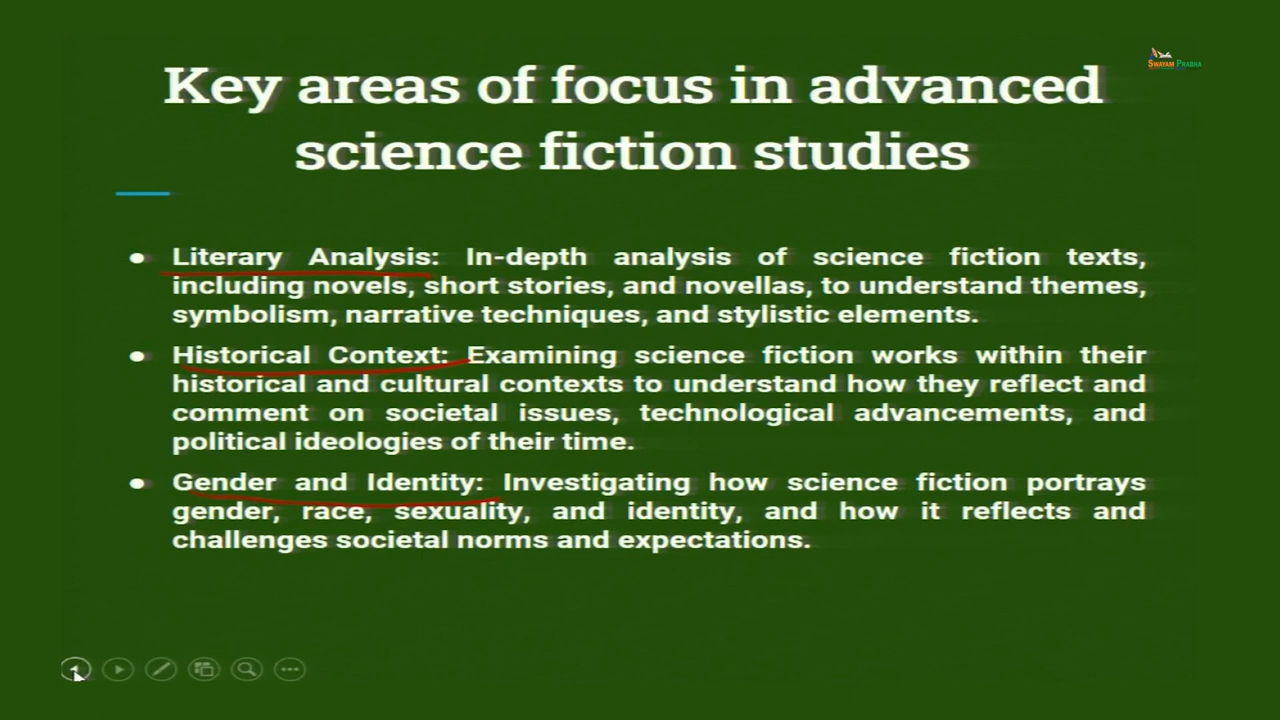 SWAYAM PRABHA
Key areas of focus in advanced
science fiction studies
● Literary Analysis: In-depth analysis of science fiction texts,
including novels, short stories, and novellas, to understand themes,
symbolism, narrative techniques, and stylistic elements.
● Historical Context: Examining science fiction works within their
historical and cultural contexts to understand how they reflect and
comment on societal issues, technological advancements, and
political ideologies of their time.
● Gender and Identity: Investigating how science fiction portrays
gender, race, sexuality, and identity, and how it reflects and
challenges societal norms and expectations.